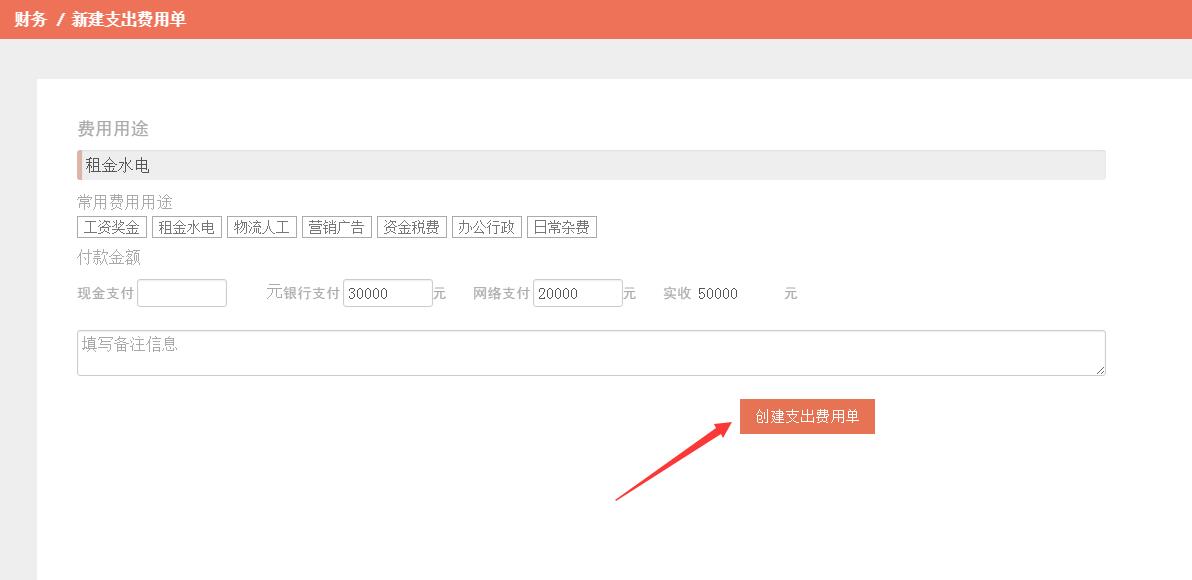 财务 / 新建支出费用单
费用用途
租金水电
常用费用用途
工资奖金 租金水电 物流人工 营销广告 资金税费 办公行政 日常杂费
付款金额
现金支付 元银行支付 30000 元 网络支付 20000 元 实收 50000 元
填写备注信息
创建支出费用单